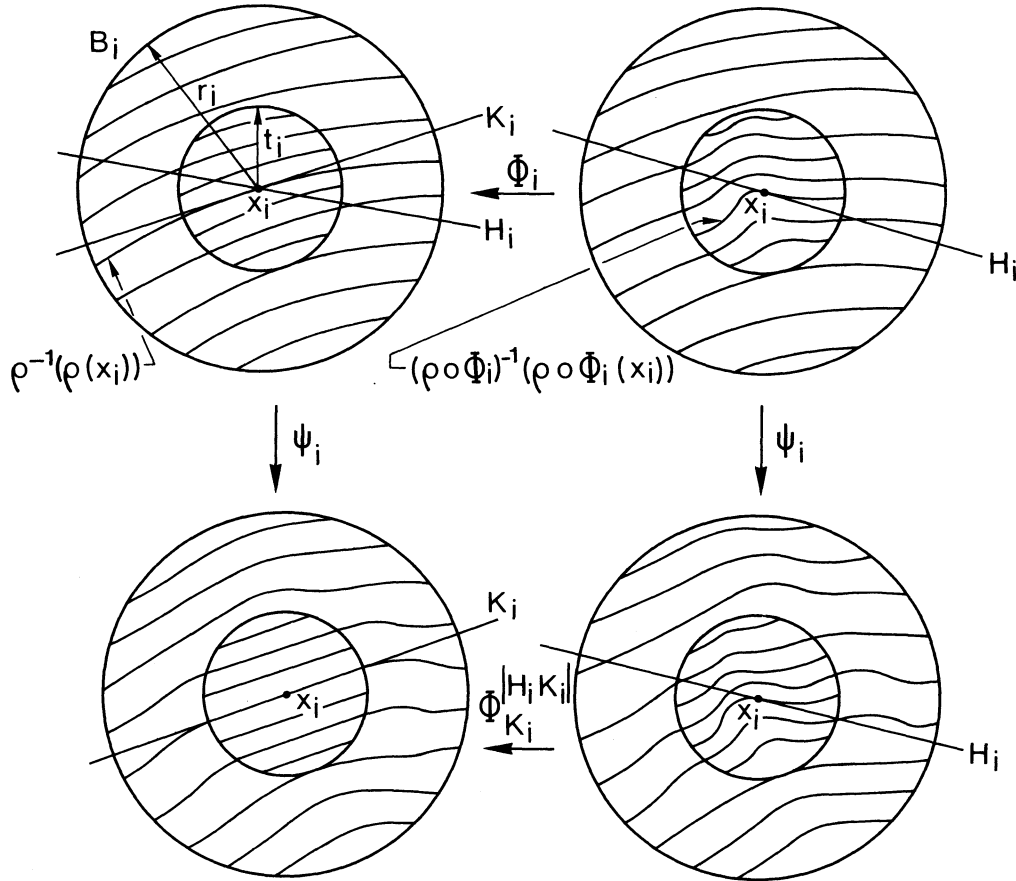 B_i
r_i
t_i
x_i
K_i
H_i
Φ_i
x_i
H_i
ρ^{-1}(ρ(x_i))
(ρ∘Φ_i)^{-1}(ρ∘Φ_i(x_i))
ψ_i
ψ_i
K_i
x_i
Φ^{|H_i K_i|}_{K_i}
x_i
H_i